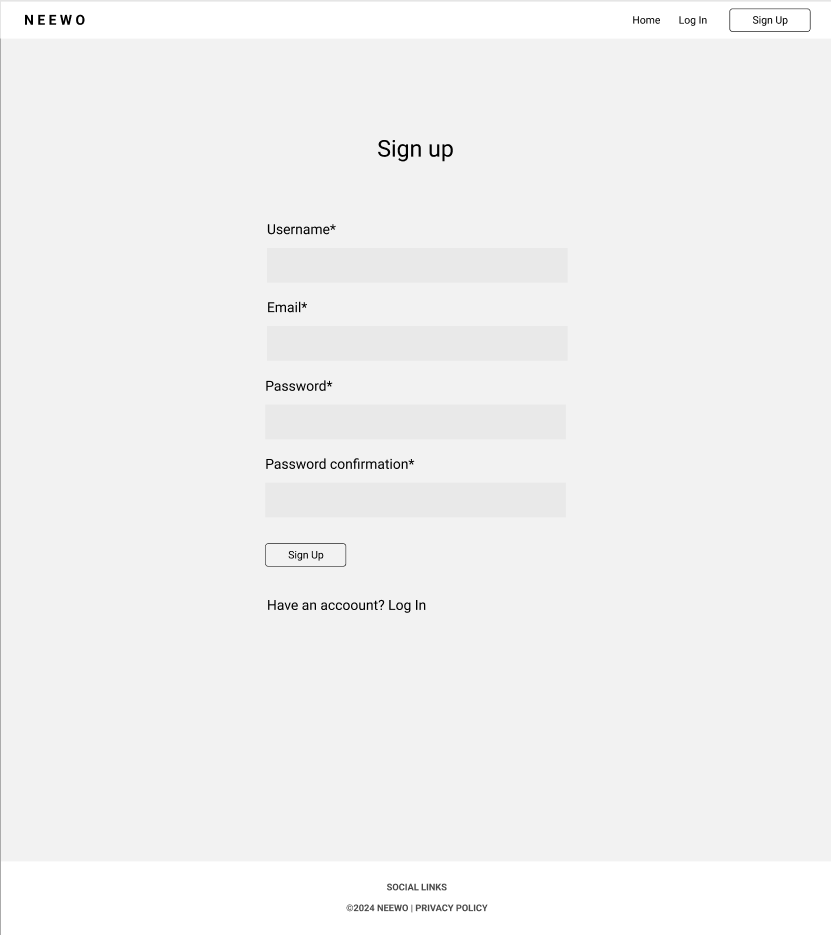 NEEWO
Home Log In Sign Up
Sign up
Username*
Email*
Password*
Password confirmation*
Sign Up
Have an accoount? Log In
SOCIAL LINKS
©2024 NEEWO | PRIVACY POLICY